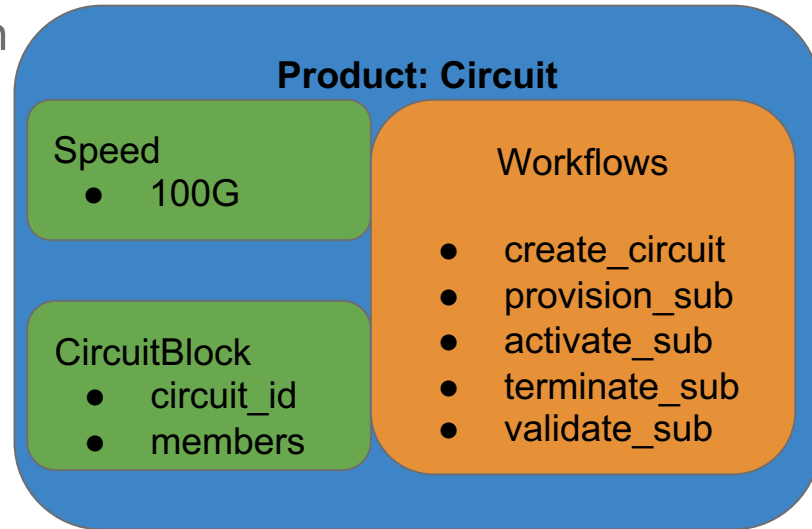 n
Product: Circuit
Speed
● 100G
CircuitBlock
● circuit_id
● members
Workflows
● create_circuit
● provision_sub
● activate_sub
● terminate_sub
● validate_sub